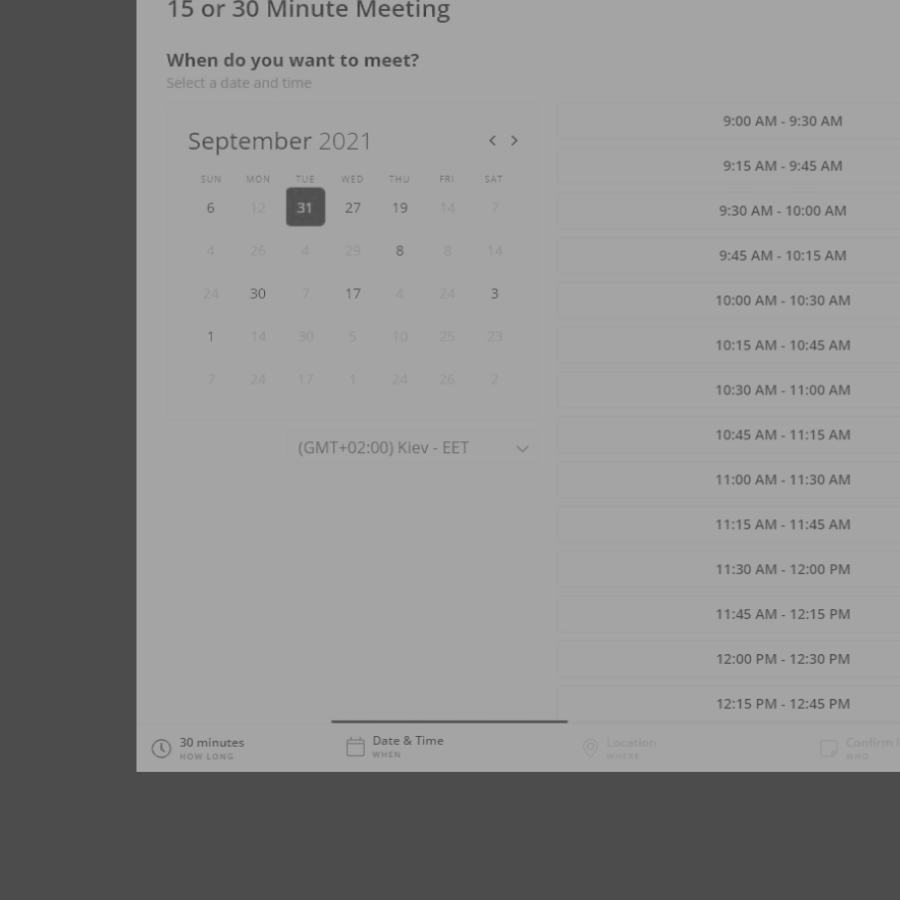 15 or 30 Minute Meeting
When do you want to meet?
Select a date and time
September 2021
SUN MON TUE WED THU FRI SAT
6 12 31 27 19 14 7
4 26 4 29 8 8 14
24 30 7 17 4 24 3
1 14 30 5 10 25 23
7 24 17 1 24 26 2
(GMT+02:00) Kiev - EET
9:00 AM - 9:30 AM
9:15 AM - 9:45 AM
9:30 AM - 10:00 AM
9:45 AM - 10:15 AM
10:00 AM - 10:30 AM
10:15 AM - 10:45 AM
10:30 AM - 11:00 AM
10:45 AM - 11:15 AM
11:00 AM - 11:30 AM
11:15 AM - 11:45 AM
11:30 AM - 12:00 PM
11:45 AM - 12:15 PM
12:00 PM - 12:30 PM
12:15 PM - 12:45 PM
30 minutes
HOW LONG
Date & Time
WHEN
Location
WHERE
Confirm
WHO